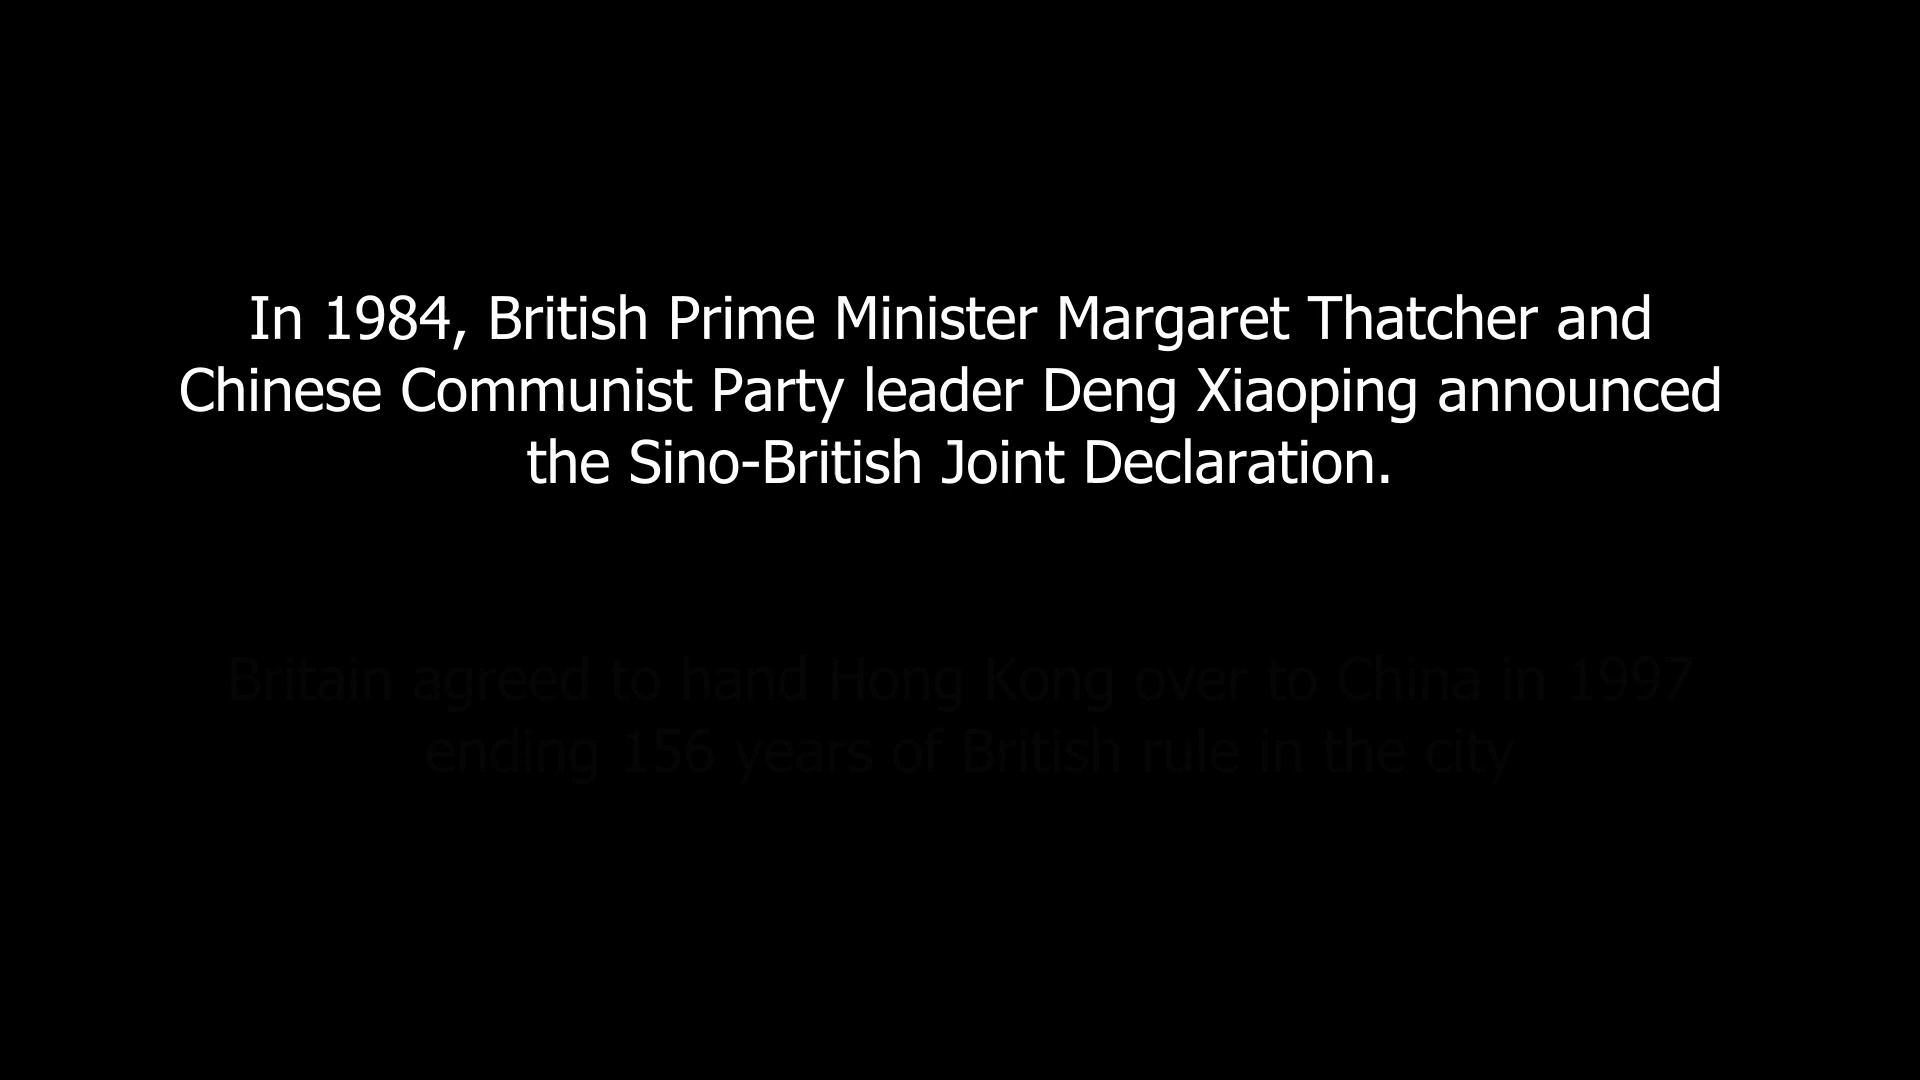 In 1984, British Prime Minister Margaret Thatcher and
Chinese Communist Party leader Deng Xiaoping announced
the Sino-British Joint Declaration.
Britain agreed to hand Hong Kong over to China in 1997
ending 156 years of British rule in the city